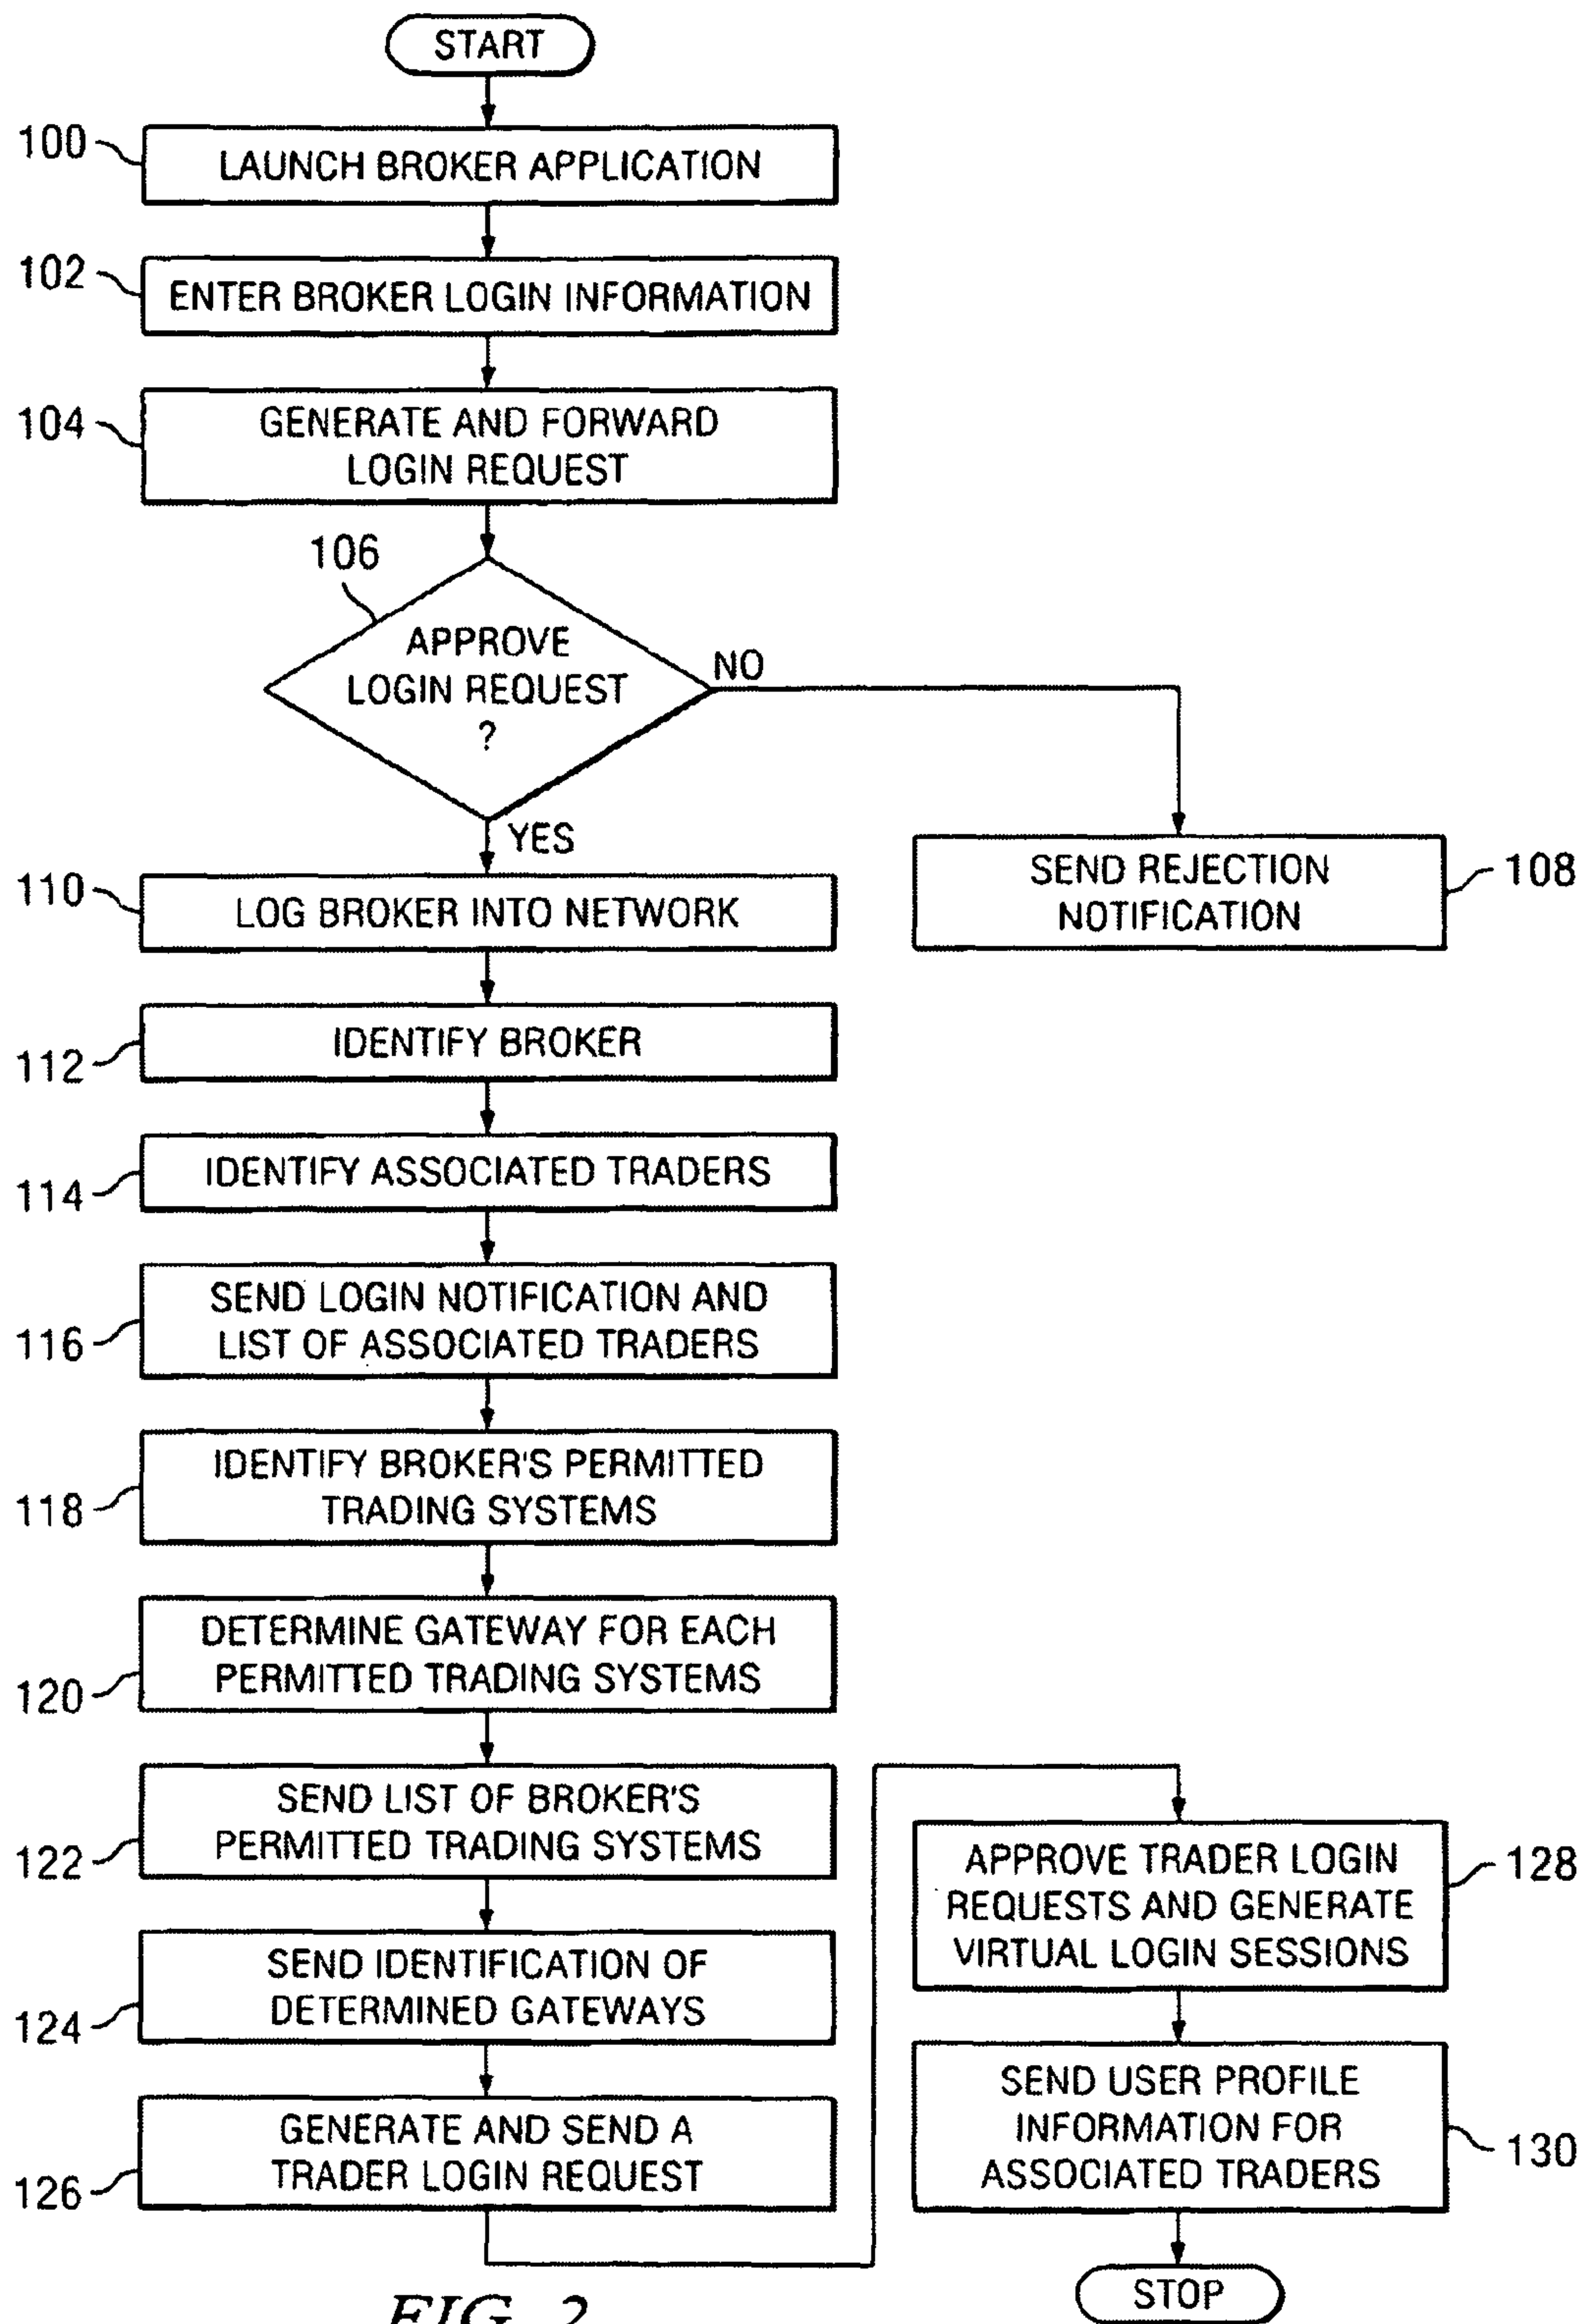 START
100
LAUNCH BROKER APPLICATION
102
ENTER BROKER LOGIN INFORMATION
104
GENERATE AND FORWARD
LOGIN REQUEST
106
APPROVE
LOGIN REQUEST
?
NO
YES
SEND REJECTION
NOTIFICATION
108
110
LOG BROKER INTO NETWORK
112
IDENTIFY BROKER
114
IDENTIFY ASSOCIATED TRADERS
116
SEND LOGIN NOTIFICATION AND
LIST OF ASSOCIATED TRADERS
118
IDENTIFY BROKER'S PERMITTED
TRADING SYSTEMS
120
DETERMINE GATEWAY FOR EACH
PERMITTED TRADING SYSTEMS
122
SEND LIST OF BROKER'S
PERMITTED TRADING SYSTEMS
124
SEND IDENTIFICATION OF
DETERMINED GATEWAYS
126
GENERATE AND SEND A
TRADER LOGIN REQUEST
APPROVE TRADER LOGIN
REQUESTS AND GENERATE
VIRTUAL LOGIN SESSIONS
128
SEND USER PROFILE
INFORMATION FOR
ASSOCIATED TRADERS
130
STOP
FIG. 2